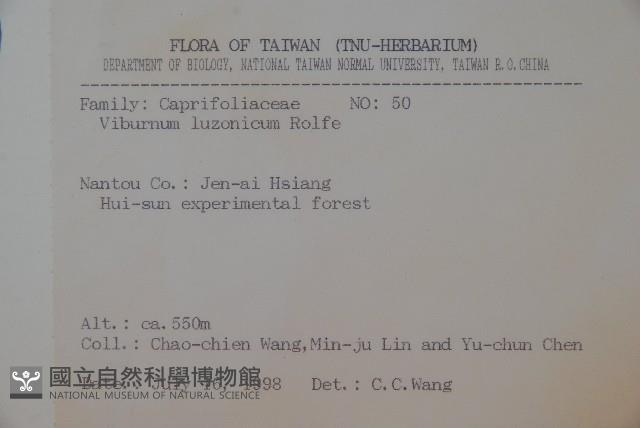 FLORA OF TAIWAN (TNU-HERBARIUM)
DEPARTMENT OF BIOLOGY, NATIONAL TAIWAN NORMAL UNIVERSITY, TAIWAN R.O.CHINA
Family: Caprifoliaceae NO: 50
Viburnum luzonicum Rolfe
Nantou Co.: Jen-ai Hsiang
Hui-sun experimental forest
Alt.: ca.550m
Coll.: Chao-chien Wang,Min-ju Lin and Yu-chun Chen
Date: July 16, 1998 Det.: C.C.Wang
國立自然科學博物館
NATIONAL MUSEUM OF NATURAL SCIENCE